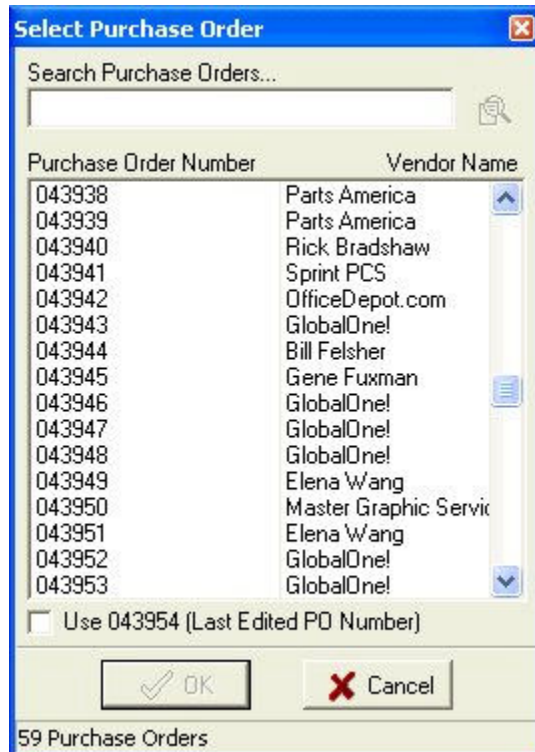 Select Purchase Order
Search Purchase Orders...
Purchase Order Number Vendor Name
043938 Parts America
043939 Parts America
043940 Rick Bradshaw
043941 Sprint PCS
043942 OfficeDepot.com
043943 GlobalOne!
043944 Bill Felsher
043945 Gene Fuxman
043946 GlobalOne!
043947 GlobalOne!
043948 GlobalOne!
043949 Elena Wang
043950 Master Graphic Servic
043951 Elena Wang
043952 GlobalOne!
043953 GlobalOne!
Use 043954 (Last Edited PO Number)
OK Cancel
59 Purchase Orders